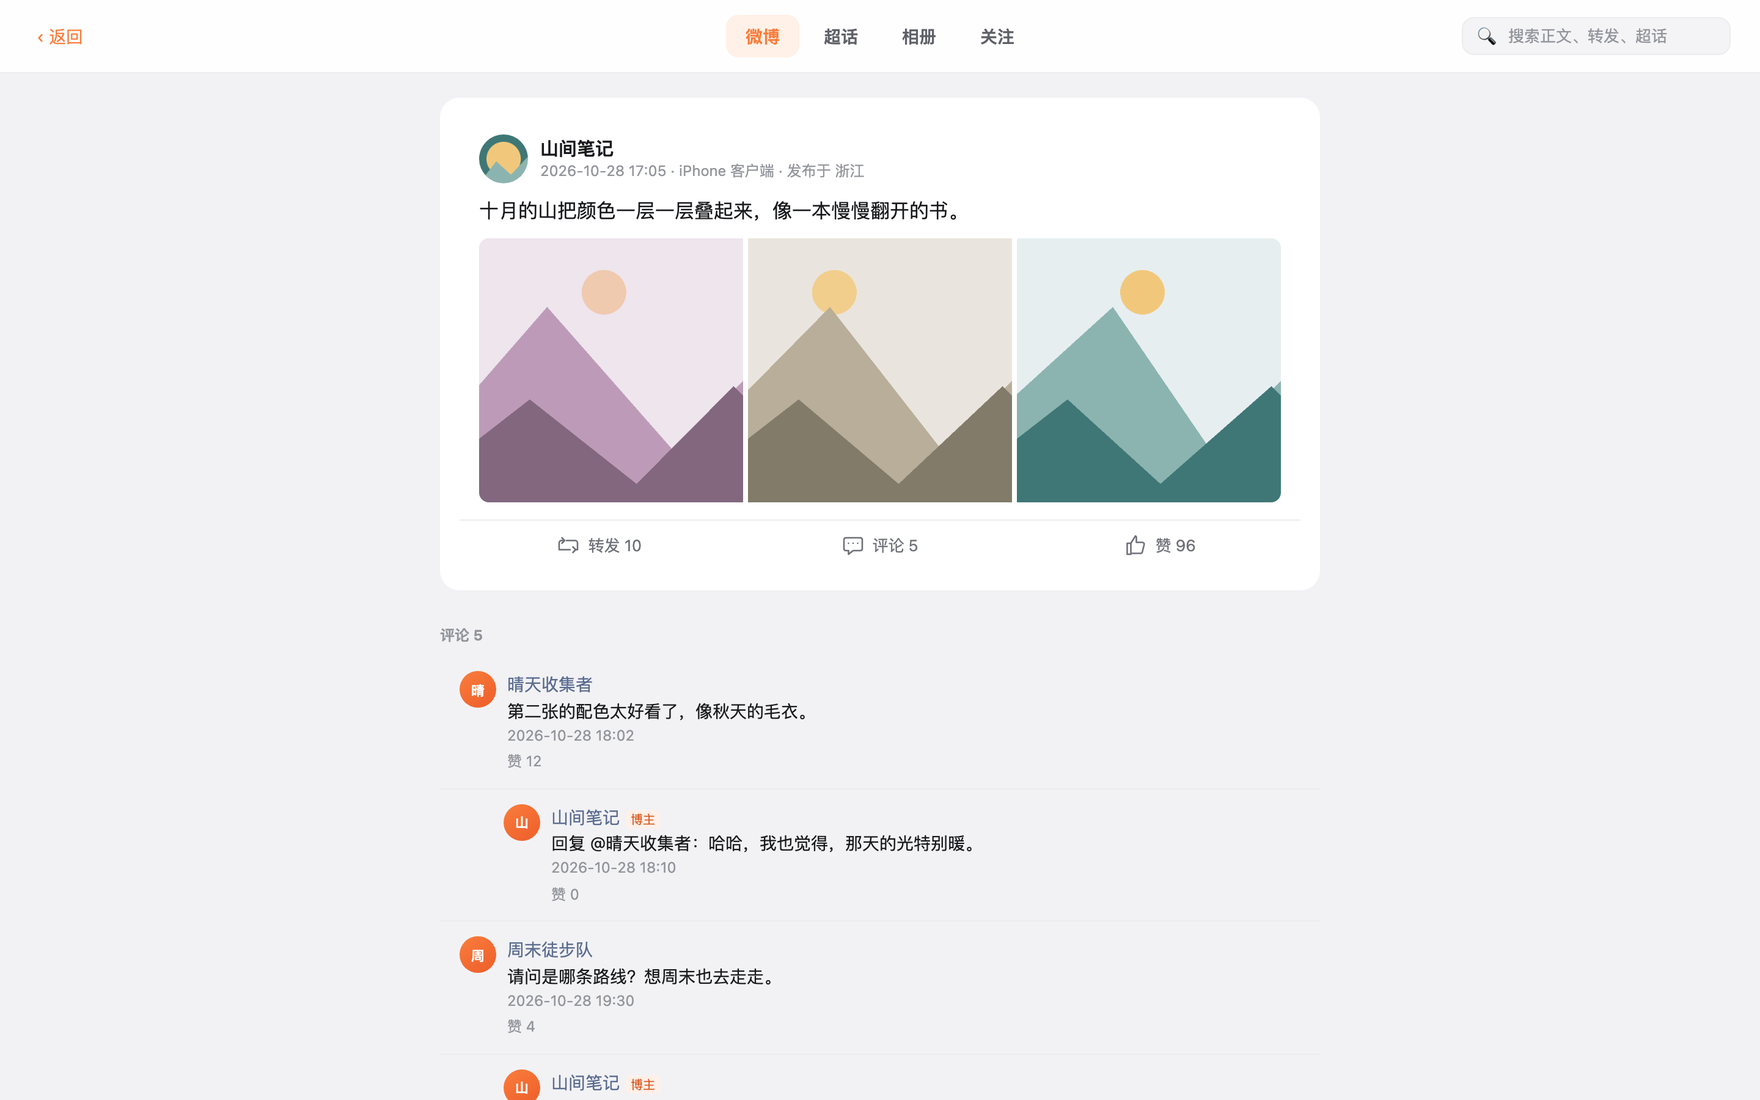 ‹ 返回
微博
超话
相册
关注
搜索正文、转发、超话
山间笔记
2026-10-28 17:05 · iPhone 客户端 · 发布于 浙江
十月的山把颜色一层一层叠起来，像一本慢慢翻开的书。
转发 10
评论 5
赞 96
评论 5
晴
晴天收集者
第二张的配色太好看了，像秋天的毛衣。
2026-10-28 18:02
赞 12
山
山间笔记 博主
回复 @晴天收集者：哈哈，我也觉得，那天的光特别暖。
2026-10-28 18:10
赞 0
周
周末徒步队
请问是哪条路线？想周末也去走走。
2026-10-28 19:30
赞 4
山
山间笔记 博主